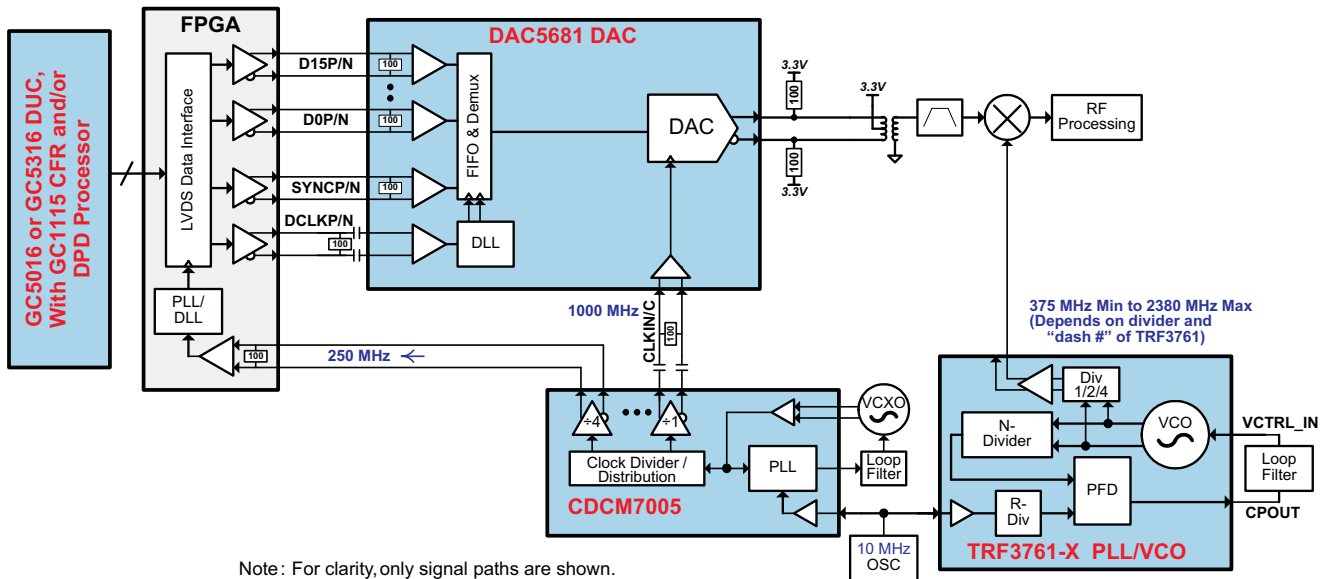 GC5016 or GC5316 DUC,
With GC1115 CFR and/or
DPD Processor
FPGA
LVDS Data Interface
PLL/
DLL
D15P/N
100
D0P/N
100
SYNCP/N
100
DCLKP/N
100
100
250 MHz
DAC5681 DAC
FIFO & Demux
DLL
DAC
3.3V
100
100
3.3V
3.3V
RF
Processing
1000 MHz
CLKIN/C
100
÷4
÷1
Clock Divider /
Distribution
PLL
VCXO
Loop
Filter
CDCM7005
10 MHz
OSC
375 MHz Min to 2380 MHz Max
(Depends on divider and
"dash #" of TRF3761)
Div
1/2/4
N-
Divider
VCO
R-
Div
PFD
VCTRL_IN
Loop
Filter
CPOUT
TRF3761-X PLL/VCO
Note: For clarity, only signal paths are shown.